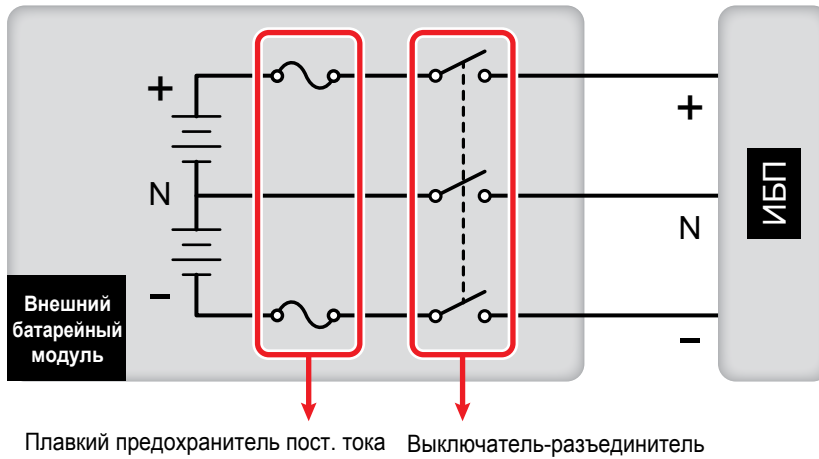 +
+
N
N
ИБП
–
–
Внешний
батарейный
модуль
Плавкий предохранитель пост. тока
Выключатель-разъединитель